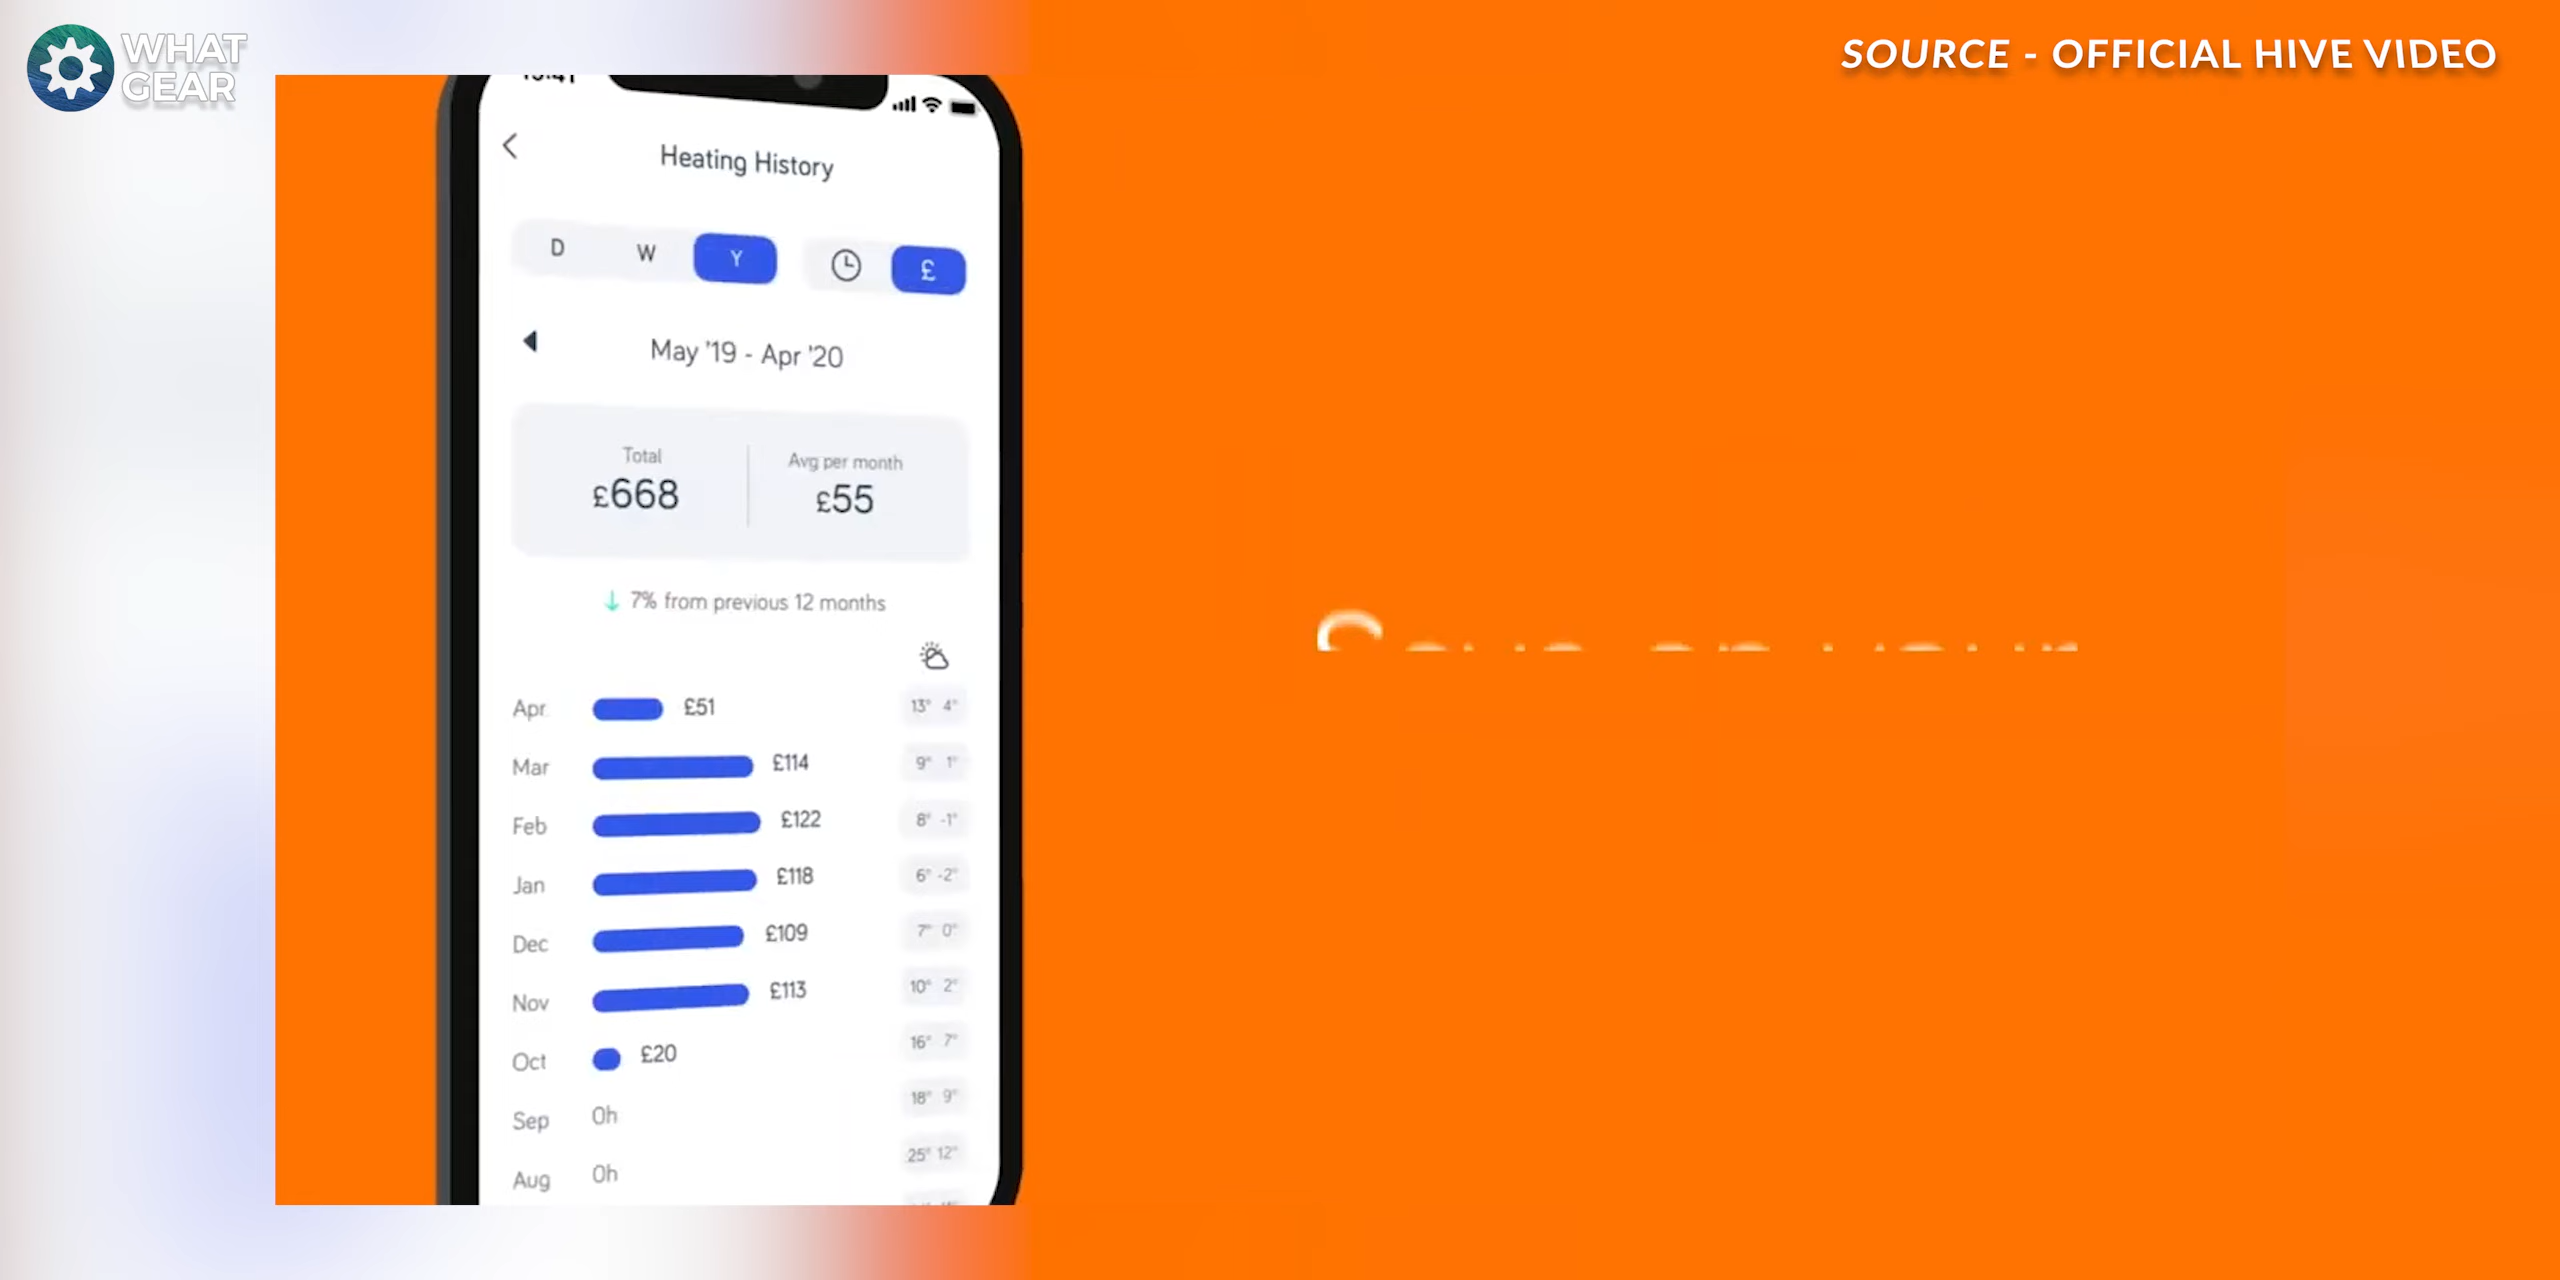 WHAT
GEAR
SOURCE - OFFICIAL HIVE VIDEO
Heating History
D W Y £
May '19 - Apr '20
Total Avg per month
£668 £55
7% from previous 12 months
Apr £51 13° 4°
Mar £114 9° 1°
Feb £122 8° -1°
Jan £118 6° -2°
Dec £109 7° 0°
Nov £113 10° 2°
Oct £20 16° 7°
Sep 0h 18° 9°
Aug 0h 25° 12°